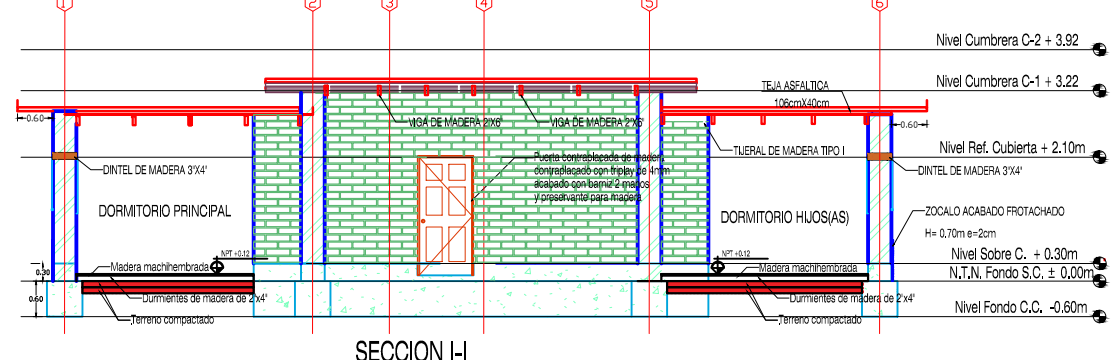 1 2 3 4 5 6
Nivel Cumbrera C-2 + 3.92
Nivel Cumbrera C-1 + 3.22
TEJA ASFALTICA
106cmX40cm
0.60
0.60
VIGA DE MADERA 2"X6"
VIGA DE MADERA 2"X6"
TIJERAL DE MADERA TIPO I
Nivel Ref. Cubierta + 2.10m
DINTEL DE MADERA 3"X4"
DINTEL DE MADERA 3"X4"
Puerta contraplacada de madera
contraplacado con triplay de 4mm
acabado con barniz 2 manos
y preservante para madera
DORMITORIO PRINCIPAL
DORMITORIO HIJOS(AS)
ZOCALO ACABADO FROTACHADO
H= 0.70m e=2cm
NPT +0.12
NPT +0.12
Nivel Sobre C. + 0.30m
Madera machihembrada
Madera machihembrada
0.30
N.T.N. Fondo S.C. ± 0,00m
0.60
Durmientes de madera de 2"x4"
Durmientes de madera de 2"x4"
Nivel Fondo C.C. -0.60m
Terreno compactado
Terreno compactado
SECCION I-I